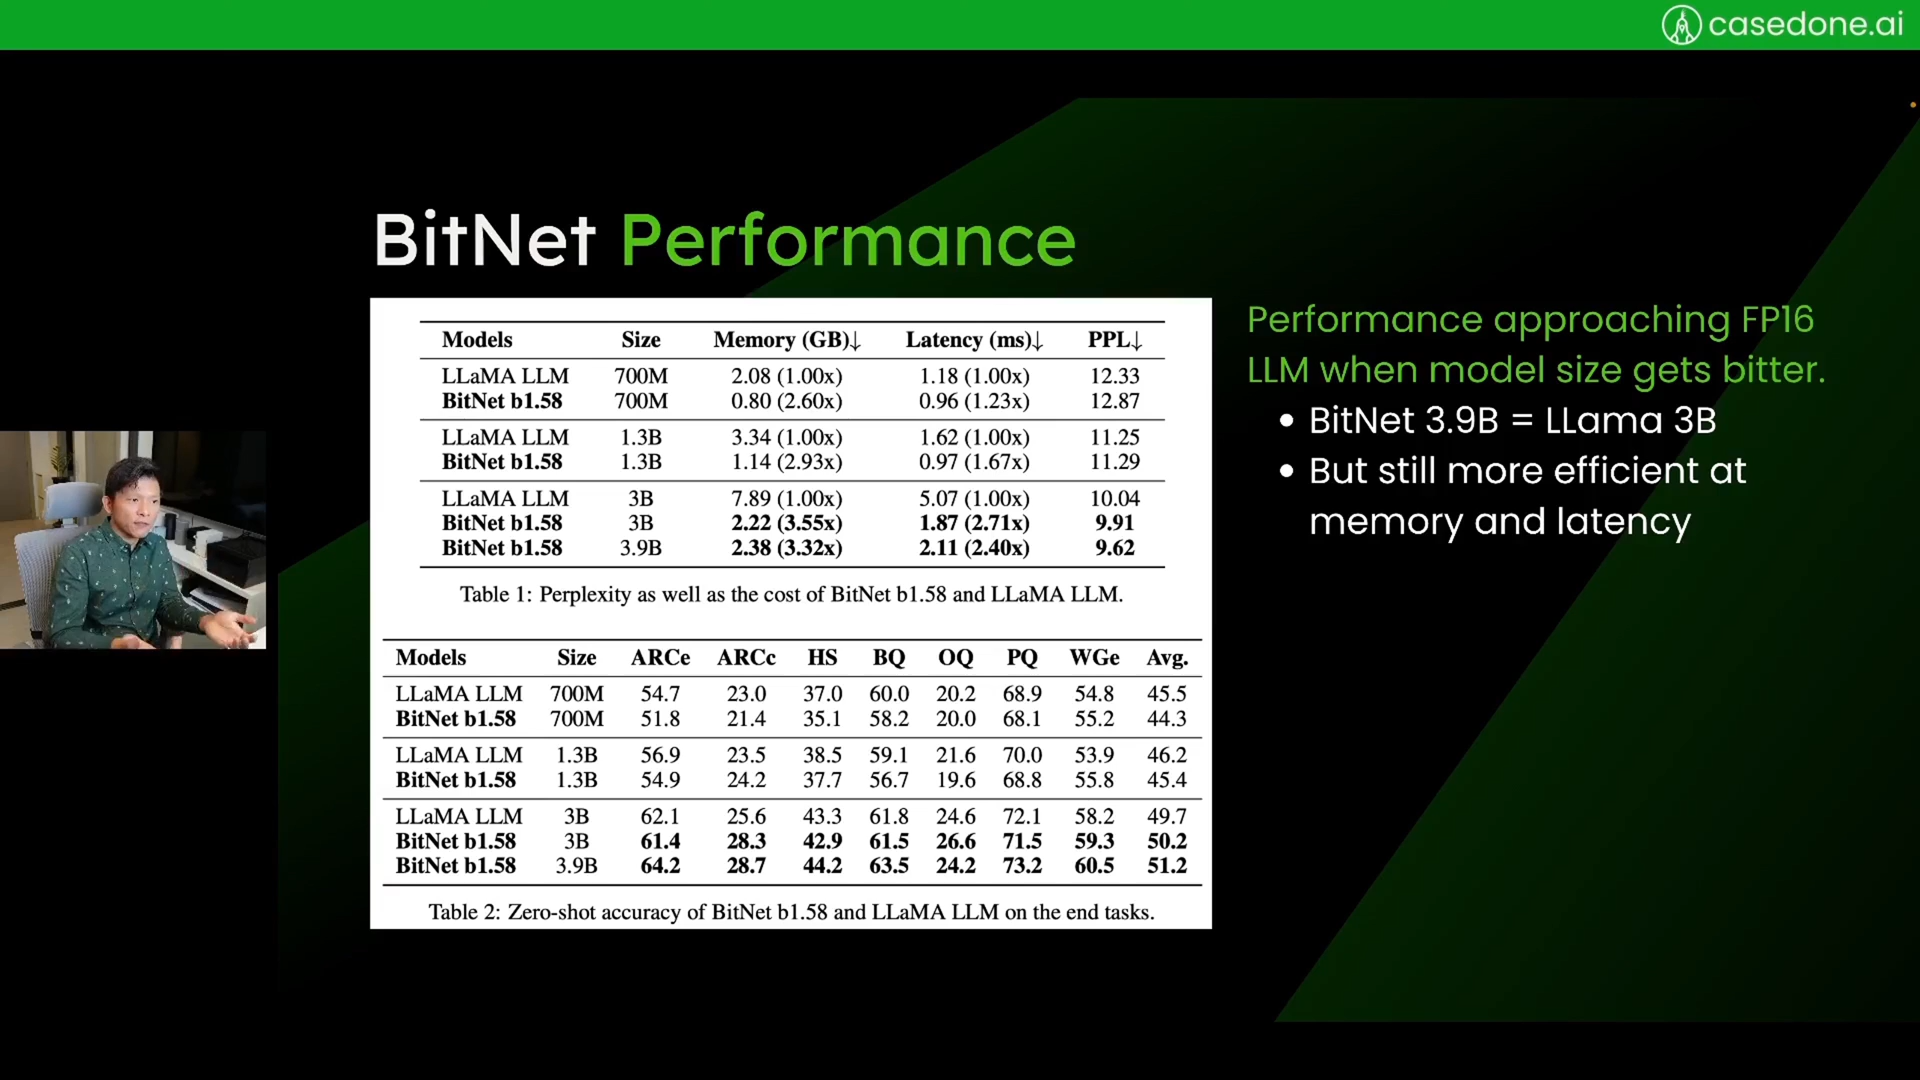 casedone.ai
BitNet Performance
Models Size Memory (GB)↓ Latency (ms)↓ PPL↓
LLaMA LLM 700M 2.08 (1.00x) 1.18 (1.00x) 12.33
BitNet b1.58 700M 0.80 (2.60x) 0.96 (1.23x) 12.87
LLaMA LLM 1.3B 3.34 (1.00x) 1.62 (1.00x) 11.25
BitNet b1.58 1.3B 1.14 (2.93x) 0.97 (1.67x) 11.29
LLaMA LLM 3B 7.89 (1.00x) 5.07 (1.00x) 10.04
BitNet b1.58 3B 2.22 (3.55x) 1.87 (2.71x) 9.91
BitNet b1.58 3.9B 2.38 (3.32x) 2.11 (2.40x) 9.62
Table 1: Perplexity as well as the cost of BitNet b1.58 and LLaMA LLM.
Models Size ARCe ARCc HS BQ OQ PQ WGe Avg.
LLaMA LLM 700M 54.7 23.0 37.0 60.0 20.2 68.9 54.8 45.5
BitNet b1.58 700M 51.8 21.4 35.1 58.2 20.0 68.1 55.2 44.3
LLaMA LLM 1.3B 56.9 23.5 38.5 59.1 21.6 70.0 53.9 46.2
BitNet b1.58 1.3B 54.9 24.2 37.7 56.7 19.6 68.8 55.8 45.4
LLaMA LLM 3B 62.1 25.6 43.3 61.8 24.6 72.1 58.2 49.7
BitNet b1.58 3B 61.4 28.3 42.9 61.5 26.6 71.5 59.3 50.2
BitNet b1.58 3.9B 64.2 28.7 44.2 63.5 24.2 73.2 60.5 51.2
Table 2: Zero-shot accuracy of BitNet b1.58 and LLaMA LLM on the end tasks.
Performance approaching FP16
LLM when model size gets bitter.
• BitNet 3.9B = LLama 3B
• But still more efficient at
memory and latency